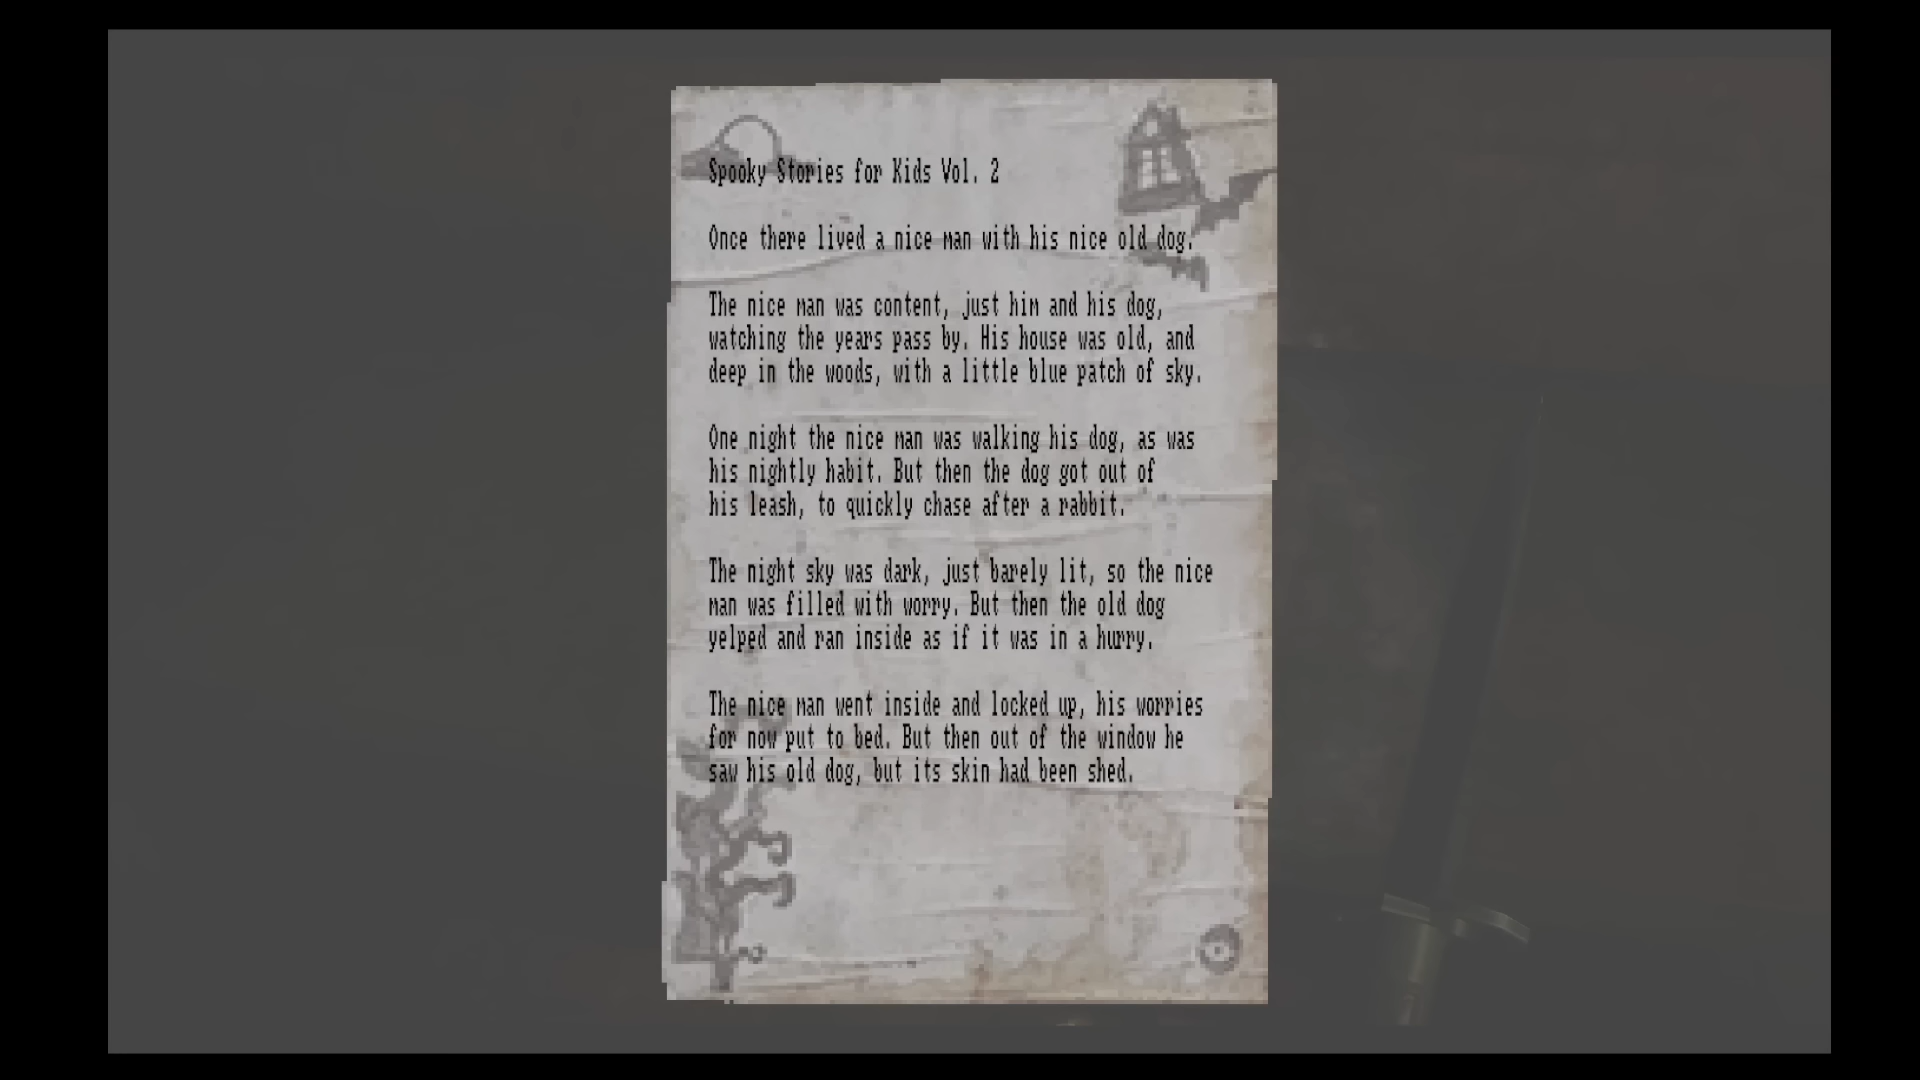 Spooky Stories for Kids Vol. 2
Once there lived a nice man with his nice old dog.
The nice man was content, just him and his dog,
watching the years pass by. His house was old, and
deep in the woods, with a little blue patch of sky.
One night the nice man was walking his dog, as was
his nightly habit. But then the dog got out of
his leash, to quickly chase after a rabbit.
The night sky was dark, just barely lit, so the nice
man was filled with worry. But then the old dog
yelped and ran inside as if it was in a hurry.
The nice man went inside and locked up, his worries
for now put to bed. But then out of the window he
saw his old dog, but its skin had been shed.